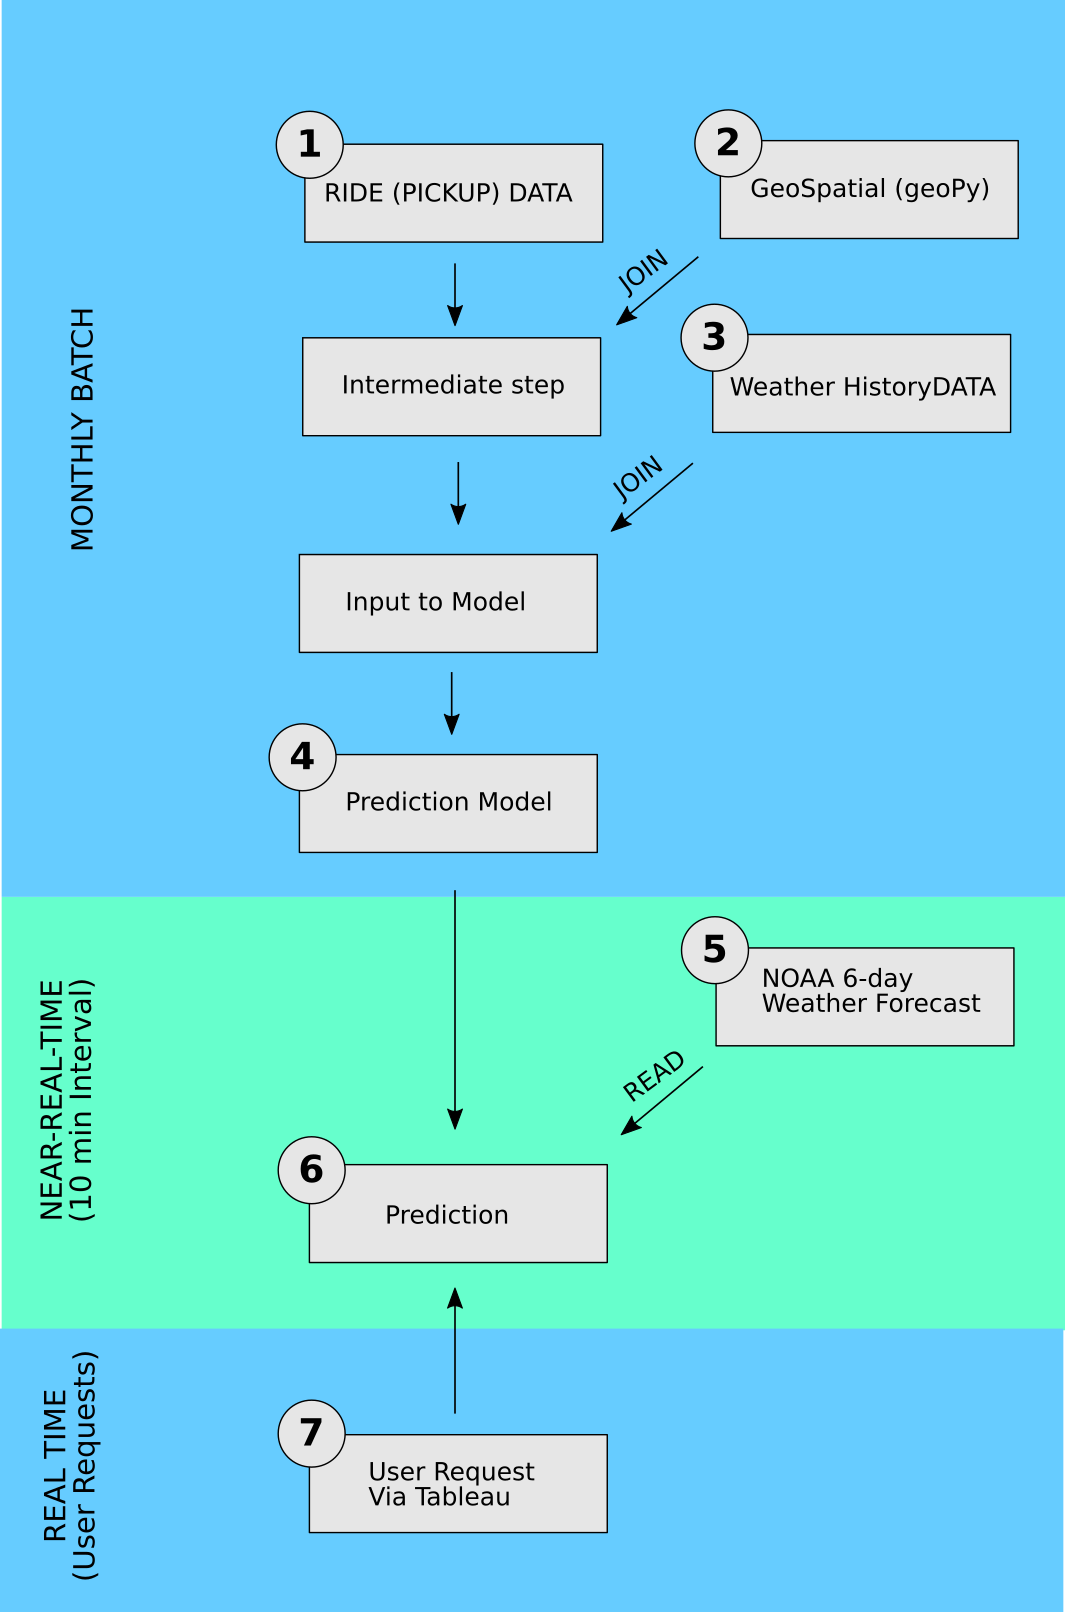 MONTHLY BATCH
1
RIDE (PICKUP) DATA
2
GeoSpatial (geoPy)
JOIN
Intermediate step
3
Weather HistoryDATA
JOIN
Input to Model
4
Prediction Model
NEAR-REAL-TIME
(10 min Interval)
5
NOAA 6-day
Weather Forecast
READ
6
Prediction
REAL TIME
(User Requests)
7
User Request
Via Tableau